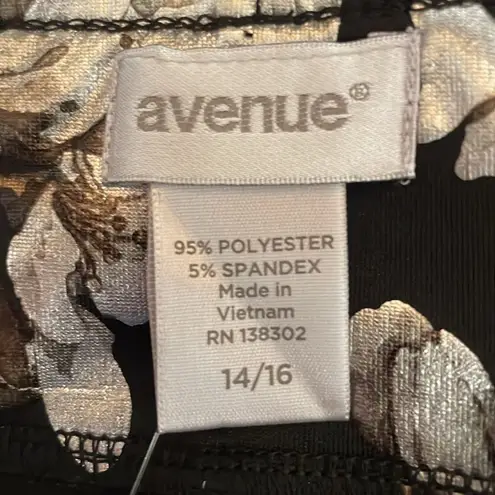 avenue®
95% POLYESTER
5% SPANDEX
Made in
Vietnam
RN 138302
14/16